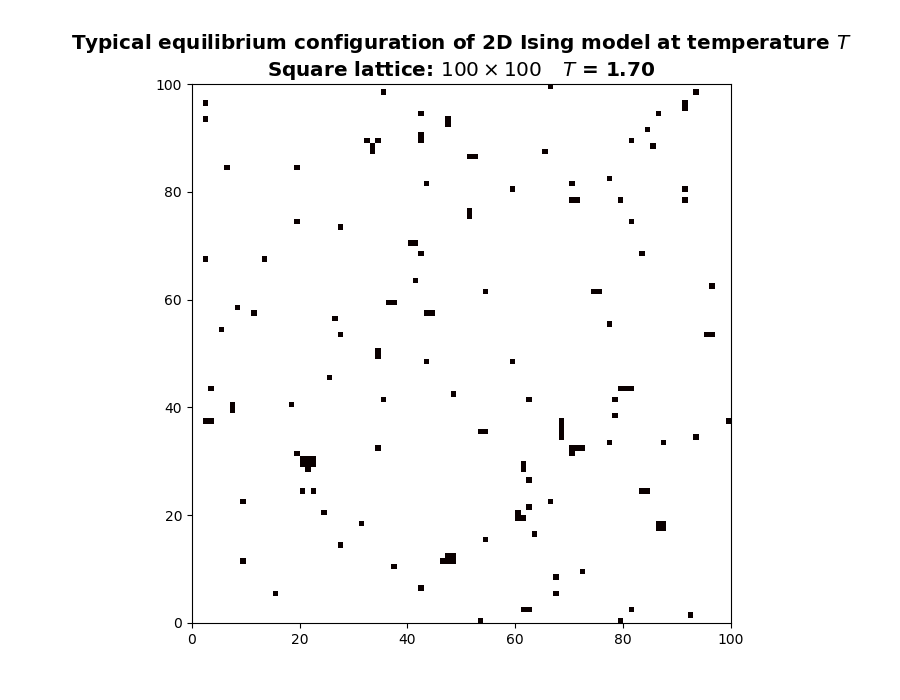 Typical equilibrium configuration of 2D Ising model at temperature T
Square lattice: 100 × 100 T = 1.70
100
80
60
40
20
0
0 20 40 60 80 100